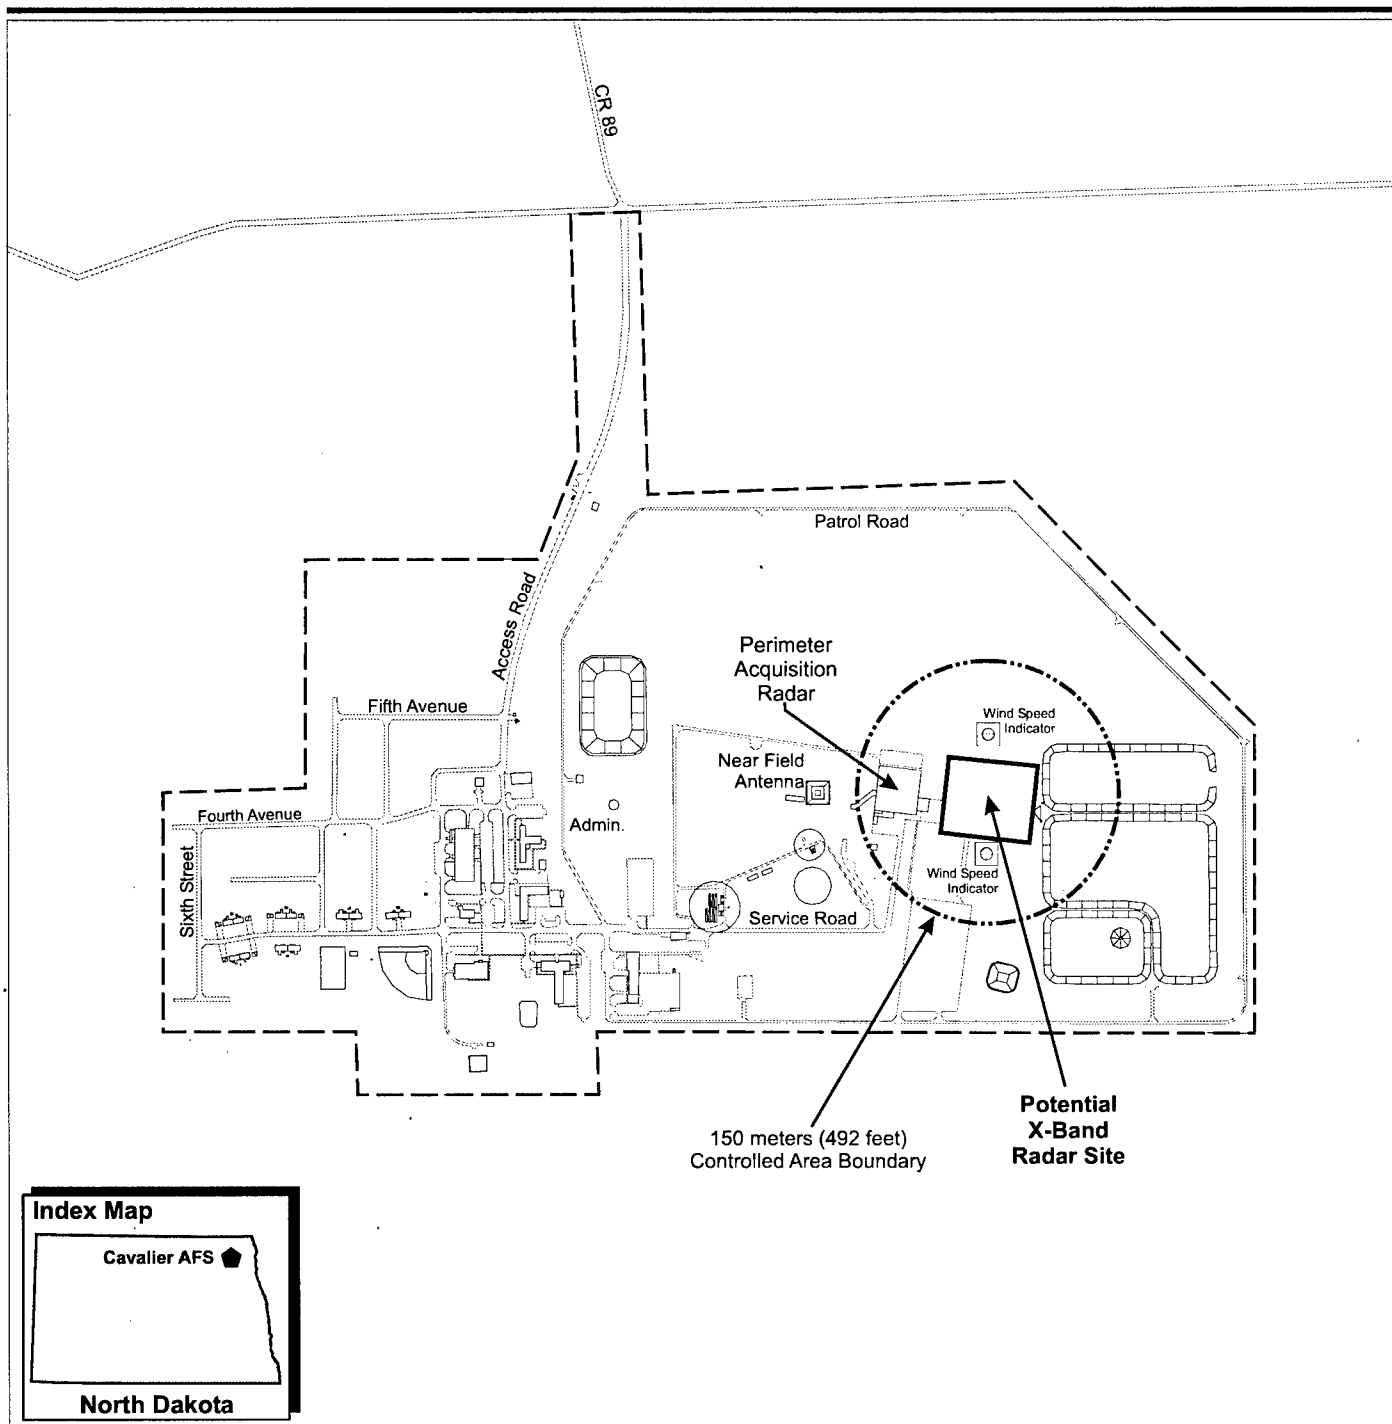 CR 89
Patrol Road
Access Road
Perimeter
Acquisition
Radar
Fifth Avenue
Wind Speed
Indicator
Near Field
Antenna
Fourth Avenue
Admin.
Sixth Street
Wind Speed
Indicator
Service Road
Potential
X-Band
Radar Site
150 meters (492 feet)
Controlled Area Boundary
Index Map
Cavalier AFS
North Dakota